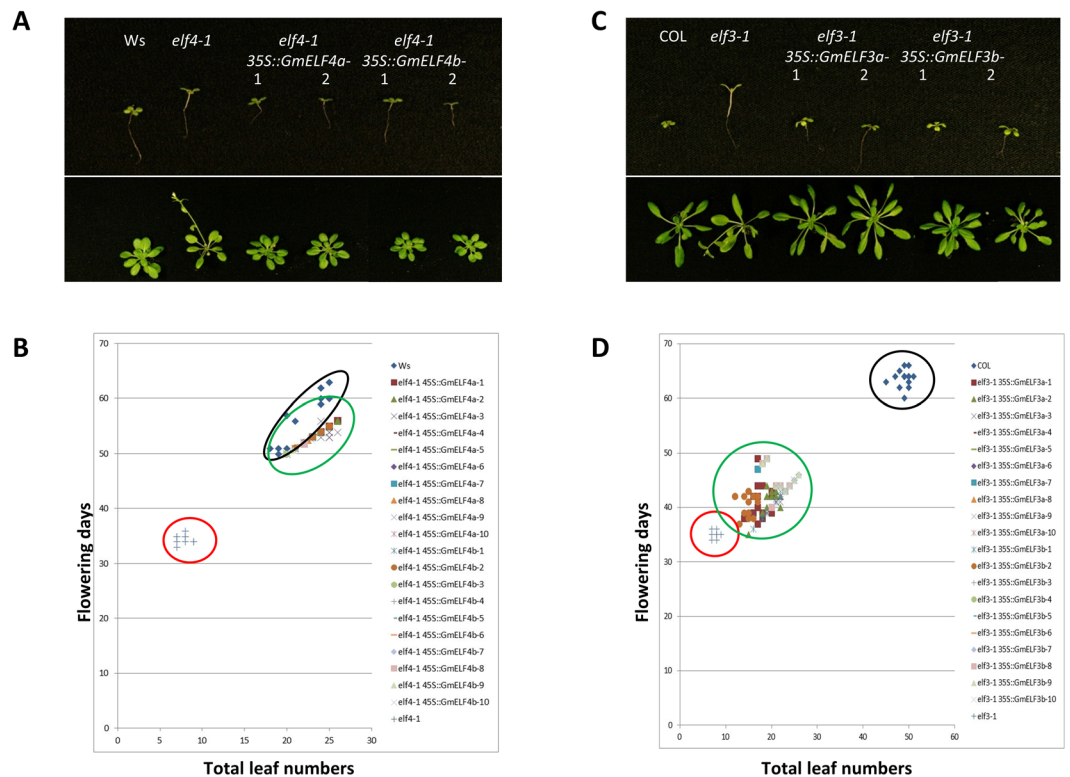 A
Ws
elf4-1
elf4-1
35S::GmELF4a-
1 2
elf4-1
35S::GmELF4b-
1 2
C
COL
elf3-1
elf3-1
35S::GmELF3a-
1 2
elf3-1
35S::GmELF3b-
1 2
B
Flowering days
70
60
50
40
30
20
10
0
0 5 10 15 20 25 30
Total leaf numbers
Ws
elf4-1 45S::GmELF4a-1
elf4-1 45S::GmELF4a-2
elf4-1 45S::GmELF4a-3
elf4-1 45S::GmELF4a-4
elf4-1 45S::GmELF4a-5
elf4-1 45S::GmELF4a-6
elf4-1 45S::GmELF4a-7
elf4-1 45S::GmELF4a-8
elf4-1 45S::GmELF4a-9
elf4-1 45S::GmELF4a-10
elf4-1 45S::GmELF4b-1
elf4-1 45S::GmELF4b-2
elf4-1 45S::GmELF4b-3
elf4-1 45S::GmELF4b-4
elf4-1 45S::GmELF4b-5
elf4-1 45S::GmELF4b-6
elf4-1 45S::GmELF4b-7
elf4-1 45S::GmELF4b-8
elf4-1 45S::GmELF4b-9
elf4-1 45S::GmELF4b-10
elf4-1
D
Flowering days
70
60
50
40
30
20
10
0
0 10 20 30 40 50 60
Total leaf numbers
COL
elf3-1 35S::GmELF3a-1
elf3-1 35S::GmELF3a-2
elf3-1 35S::GmELF3a-3
elf3-1 35S::GmELF3a-4
elf3-1 35S::GmELF3a-5
elf3-1 35S::GmELF3a-6
elf3-1 35S::GmELF3a-7
elf3-1 35S::GmELF3a-8
elf3-1 35S::GmELF3a-9
elf3-1 35S::GmELF3a-10
elf3-1 35S::GmELF3b-1
elf3-1 35S::GmELF3b-2
elf3-1 35S::GmELF3b-3
elf3-1 35S::GmELF3b-4
elf3-1 35S::GmELF3b-5
elf3-1 35S::GmELF3b-6
elf3-1 35S::GmELF3b-7
elf3-1 35S::GmELF3b-8
elf3-1 35S::GmELF3b-9
elf3-1 35S::GmELF3b-10
elf3-1